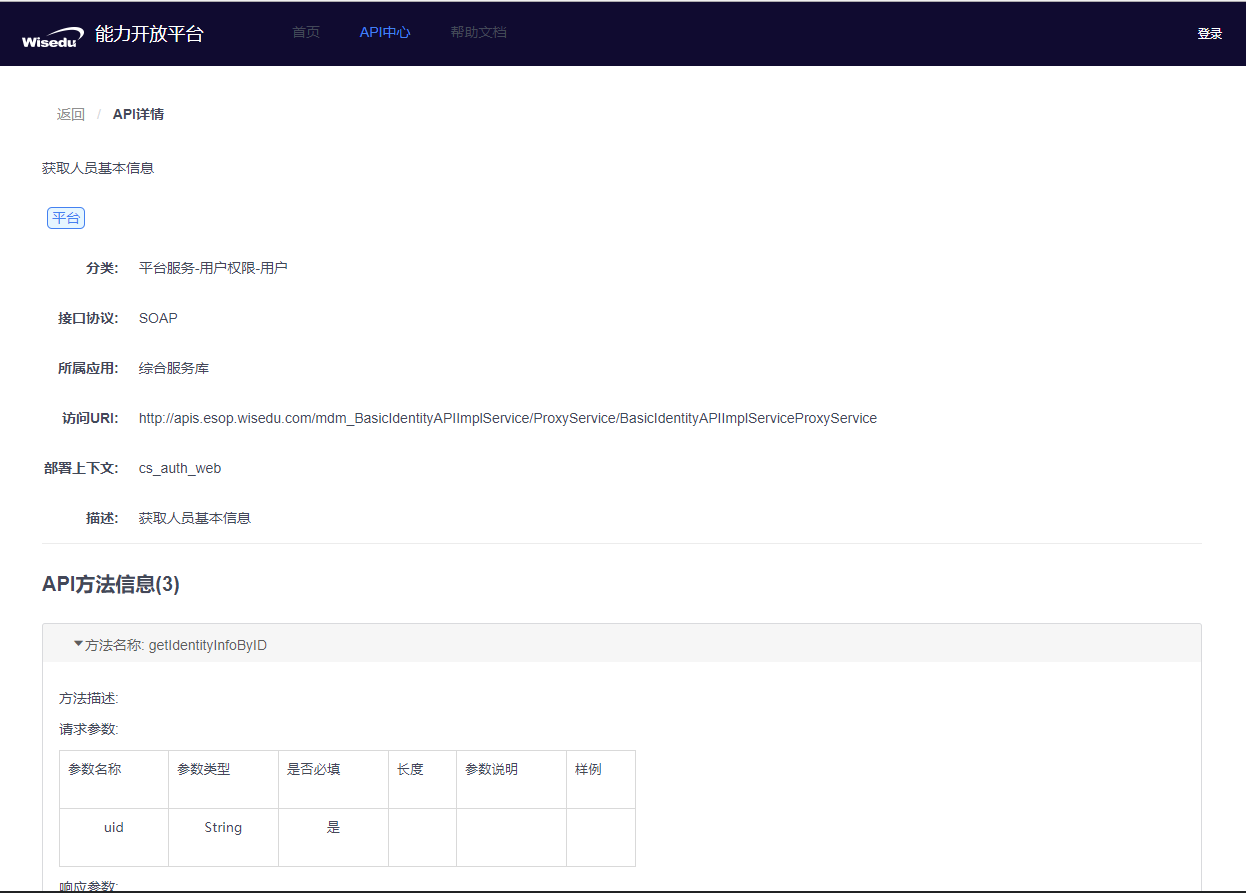 Wisedu 能力开放平台 首页 API中心 帮助文档 登录
返回 / API详情
获取人员基本信息
平台
分类: 平台服务-用户权限-用户
接口协议: SOAP
所属应用: 综合服务库
访问URI: http://apis.esop.wisedu.com/mdm_BasicIdentityAPIImplService/ProxyService/BasicIdentityAPIImplServiceProxyService
部署上下文: cs_auth_web
描述: 获取人员基本信息
API方法信息(3)
方法名称: getIdentityInfoByID
方法描述:
请求参数:
参数名称 参数类型 是否必填 长度 参数说明 样例
uid String 是
响应参数: